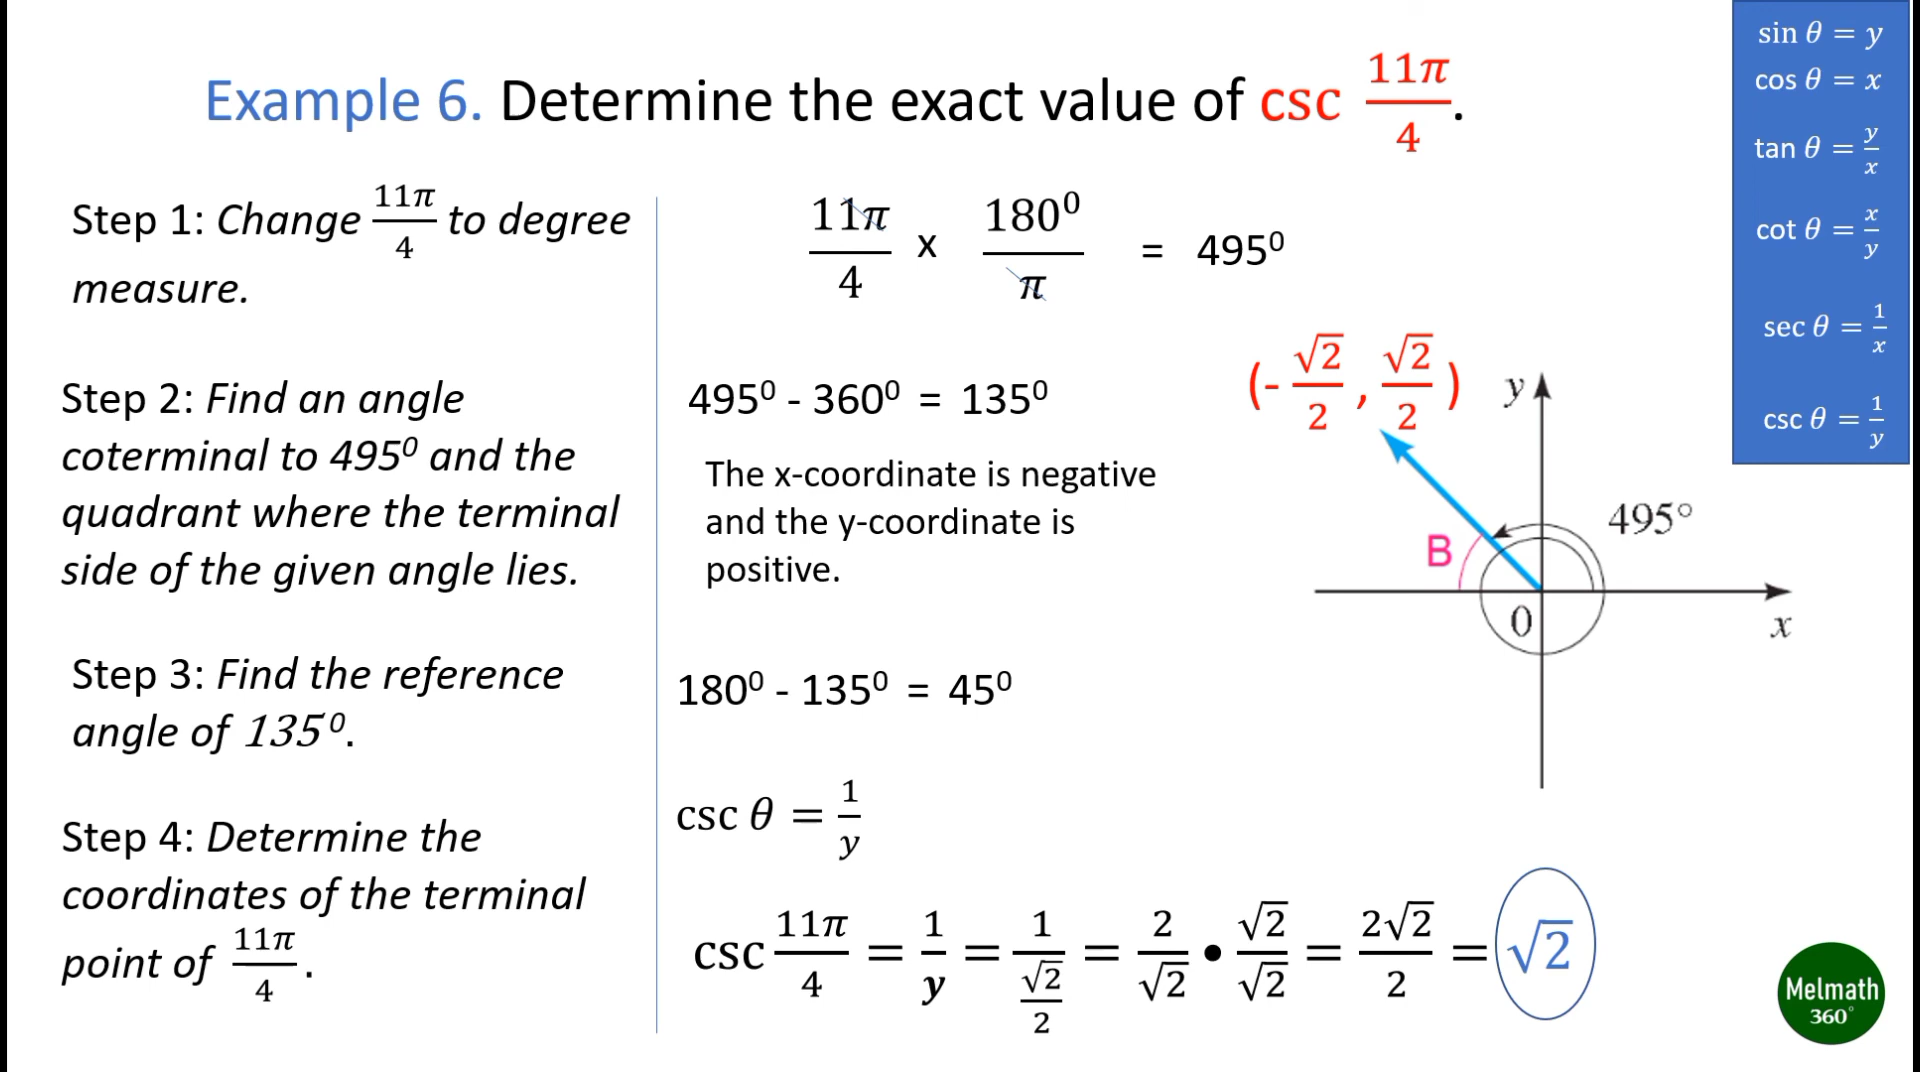 Example 6. Determine the exact value of csc 11π/4.
sin θ = y
cos θ = x
tan θ = y/x
cot θ = x/y
sec θ = 1/x
csc θ = 1/y
Step 1: Change 11π/4 to degree
measure.
11π/4 x 180⁰/π = 495⁰
Step 2: Find an angle
coterminal to 495⁰ and the
quadrant where the terminal
side of the given angle lies.
495⁰ - 360⁰ = 135⁰
The x-coordinate is negative
and the y-coordinate is
positive.
(- √2/2 , √2/2 )
y
495°
B
0
x
Step 3: Find the reference
angle of 135⁰.
180⁰ - 135⁰ = 45⁰
Step 4: Determine the
coordinates of the terminal
point of 11π/4.
csc θ = 1/y
csc 11π/4 = 1/y = 1/(√2/2) = 2/√2 • √2/√2 = 2√2/2 = √2
Melmath
360°